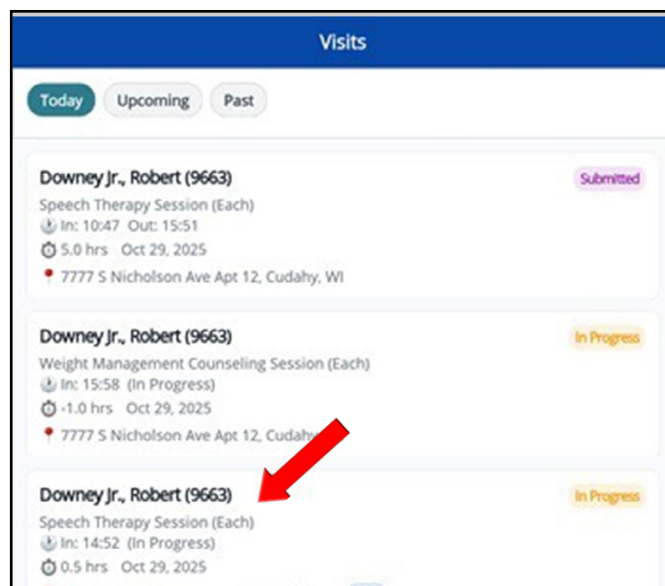 Visits
Today Upcoming Past
Downey Jr., Robert (9663) Submitted
Speech Therapy Session (Each)
In: 10:47 Out: 15:51
5.0 hrs Oct 29, 2025
7777 S Nicholson Ave Apt 12, Cudahy, WI
Downey Jr., Robert (9663) In Progress
Weight Management Counseling Session (Each)
In: 15:58 (In Progress)
-1.0 hrs Oct 29, 2025
7777 S Nicholson Ave Apt 12, Cudahy
Downey Jr., Robert (9663) In Progress
Speech Therapy Session (Each)
In: 14:52 (In Progress)
0.5 hrs Oct 29, 2025